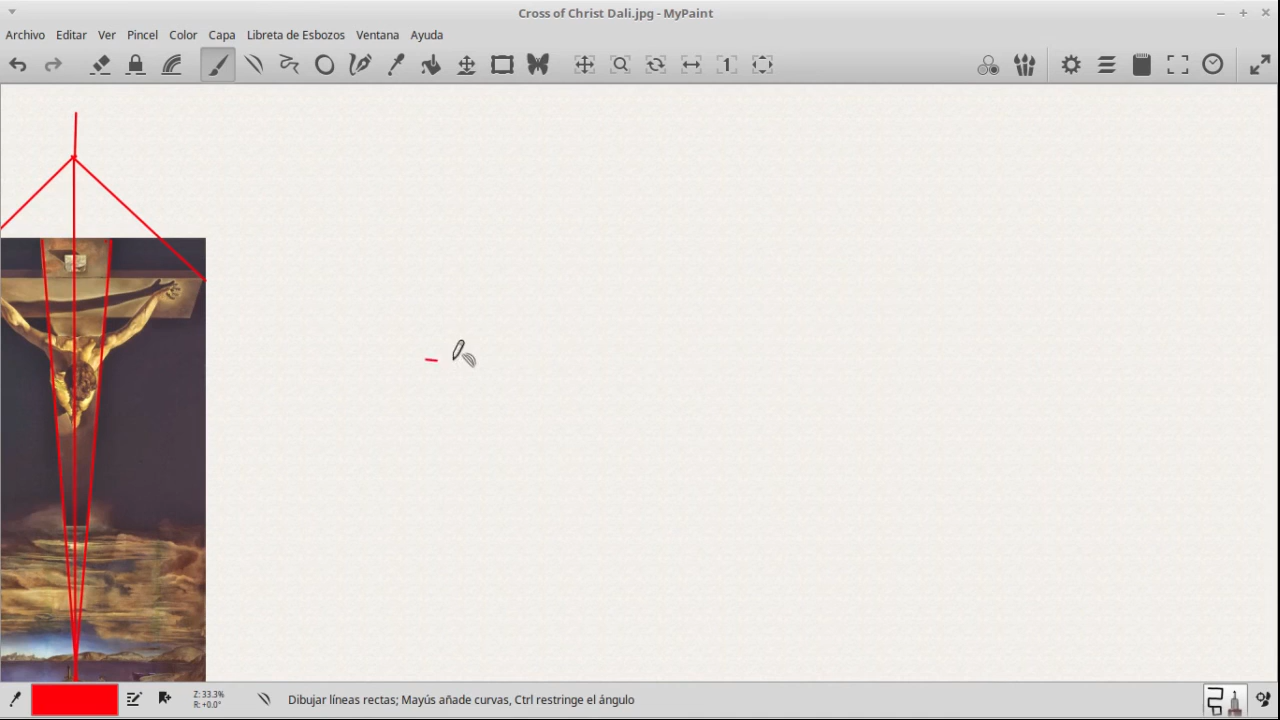 Cross of Christ Dali.jpg - MyPaint
Archivo Editar Ver Pincel Color Capa Libreta de Esbozos Ventana Ayuda
1
Z: 33.3%
R: +0.0°
Dibujar líneas rectas; Mayús añade curvas, Ctrl restringe el ángulo